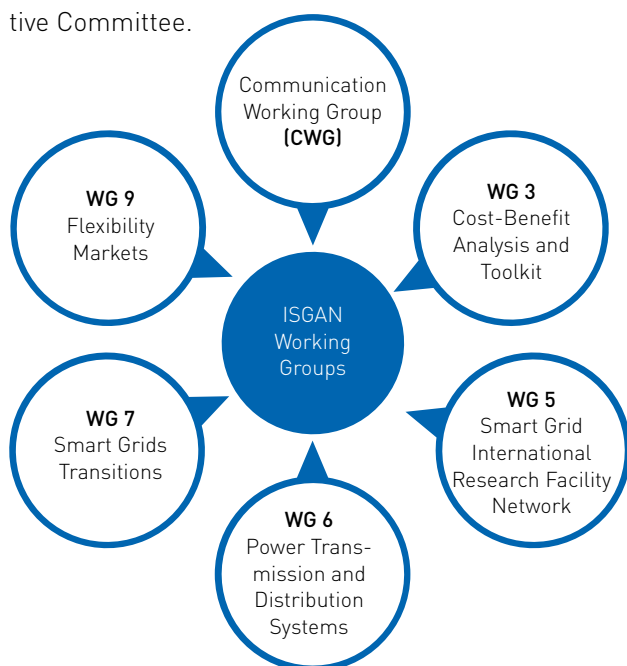 tive Committee.
Communication
Working Group
(CWG)
WG 3
Cost-Benefit
Analysis and
Toolkit
WG 5
Smart Grid
International
Research Facility
Network
WG 6
Power Trans-
mission and
Distribution
Systems
WG 7
Smart Grids
Transitions
WG 9
Flexibility
Markets
ISGAN
Working
Groups